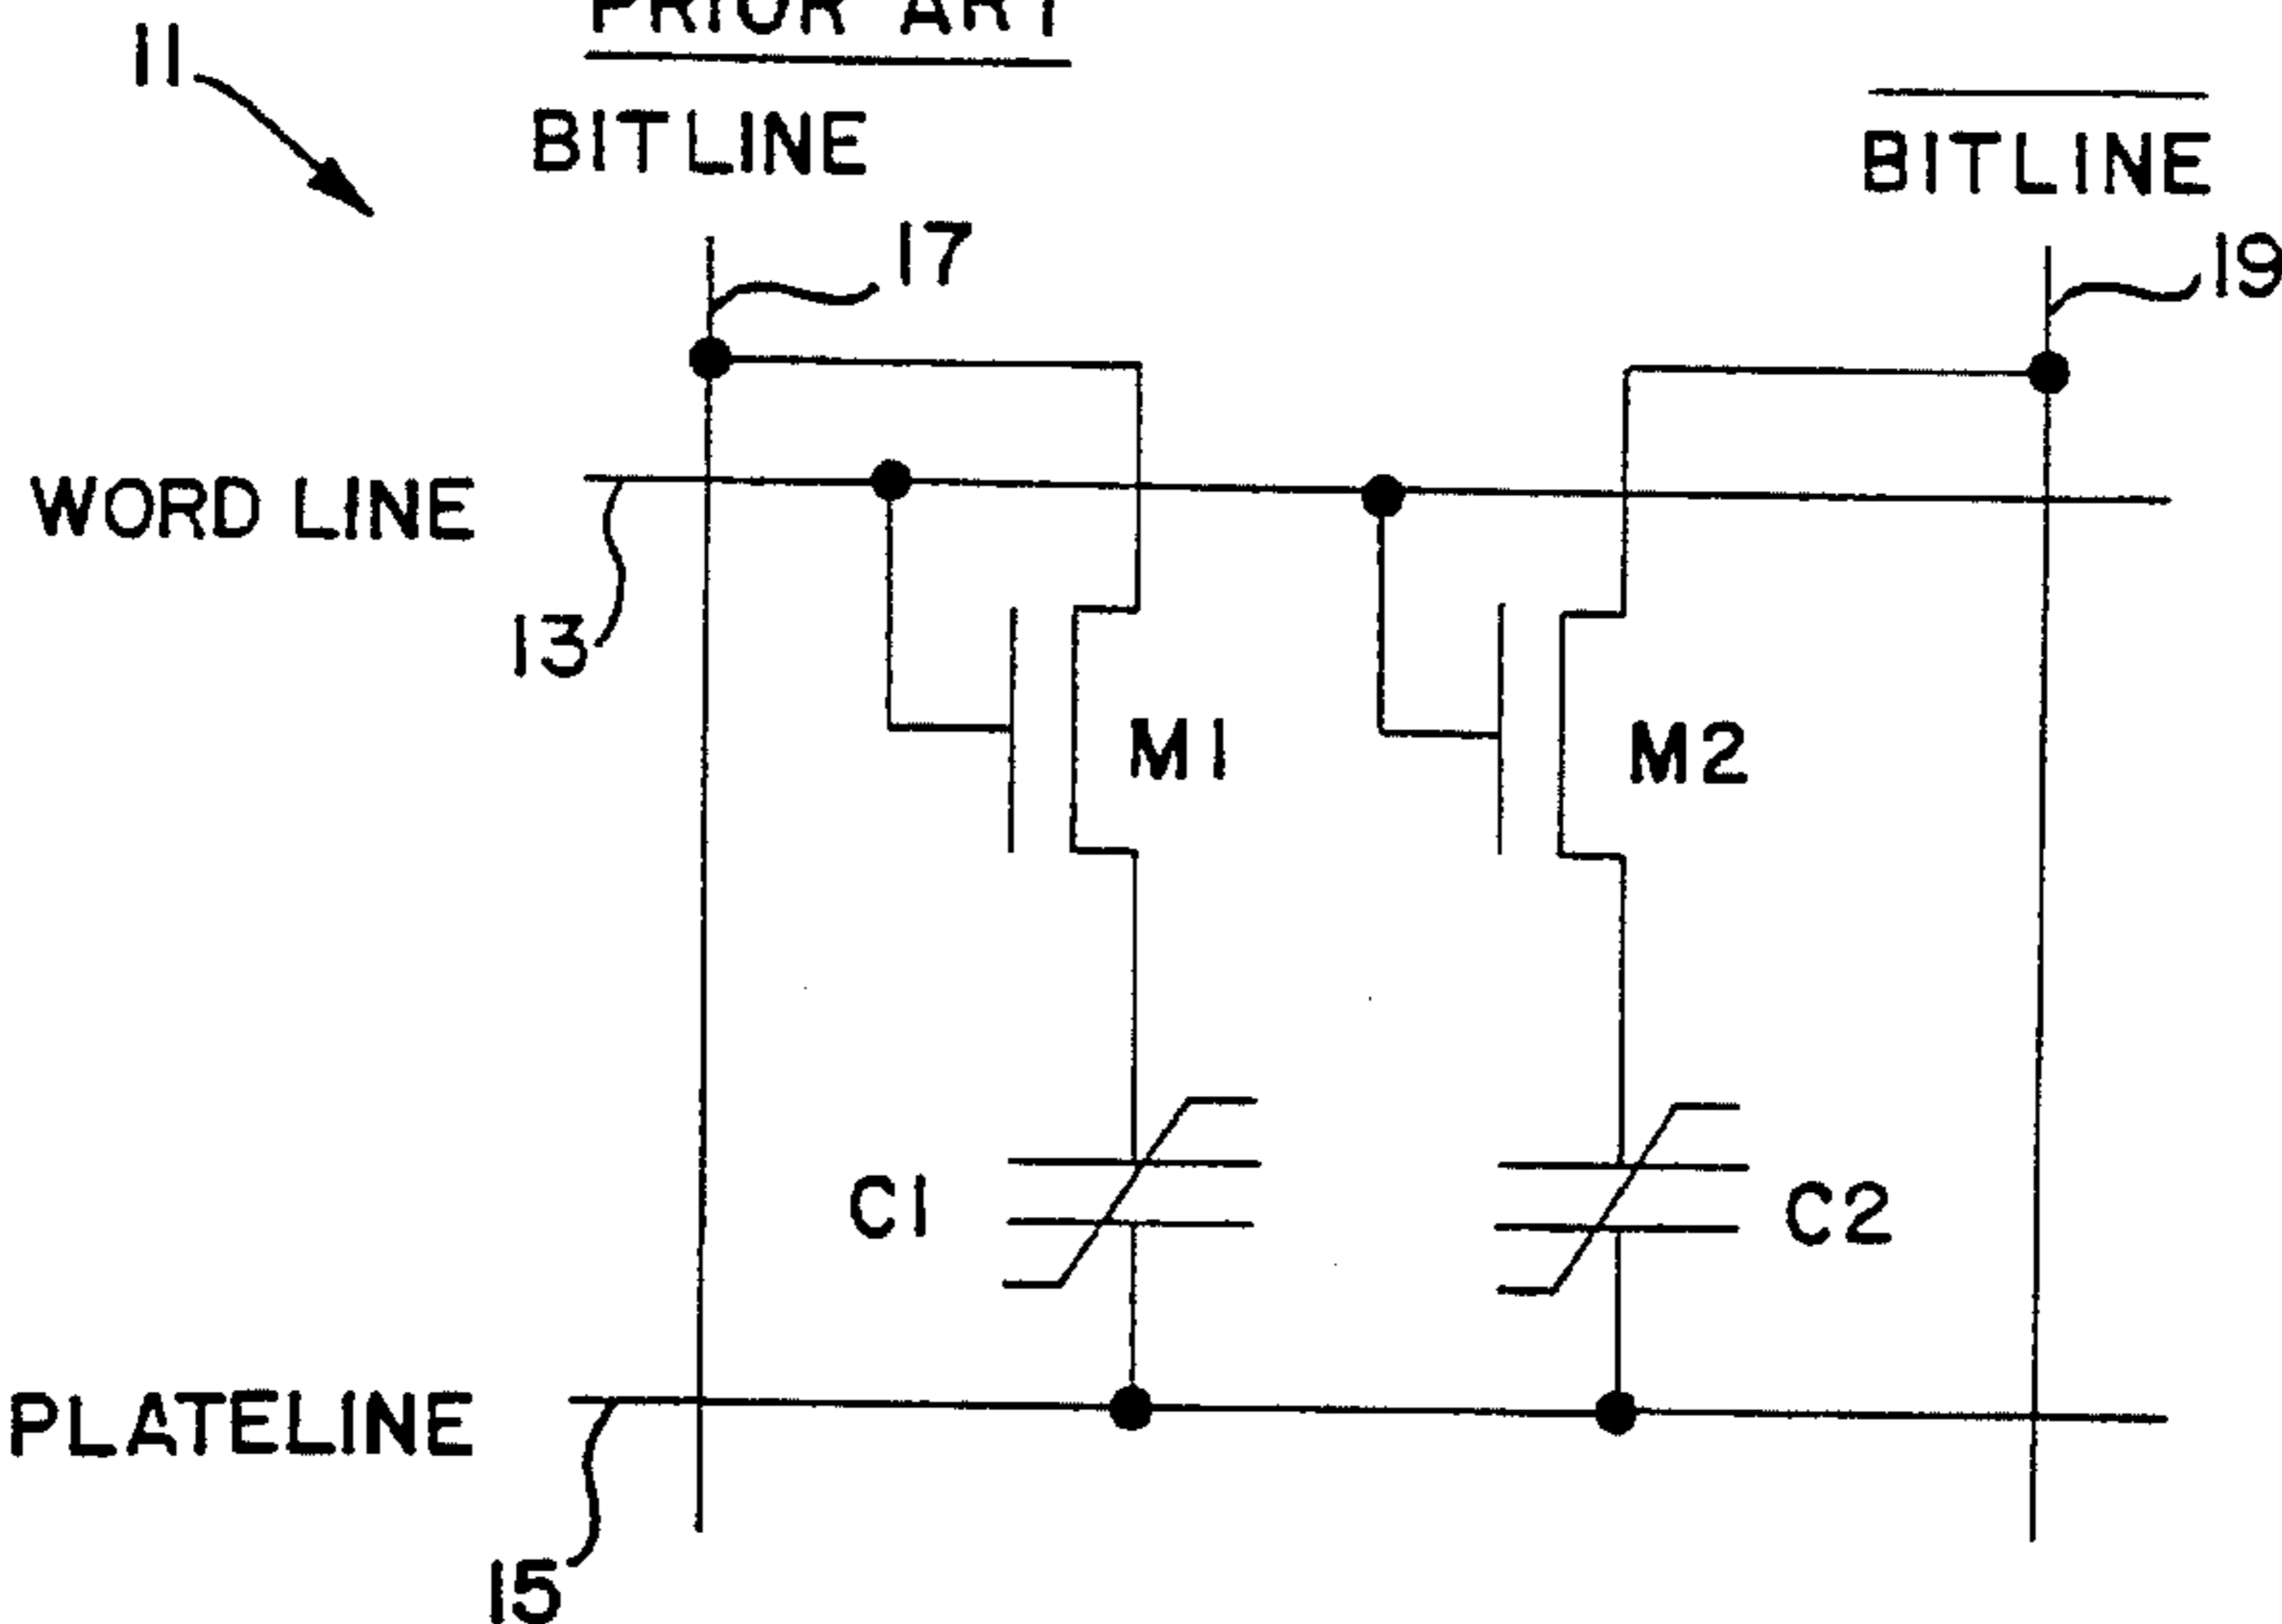 PRIOR ART
11
BITLINE
BITLINE
17
19
WORD LINE
13
M1
M2
C1
C2
PLATELINE
15